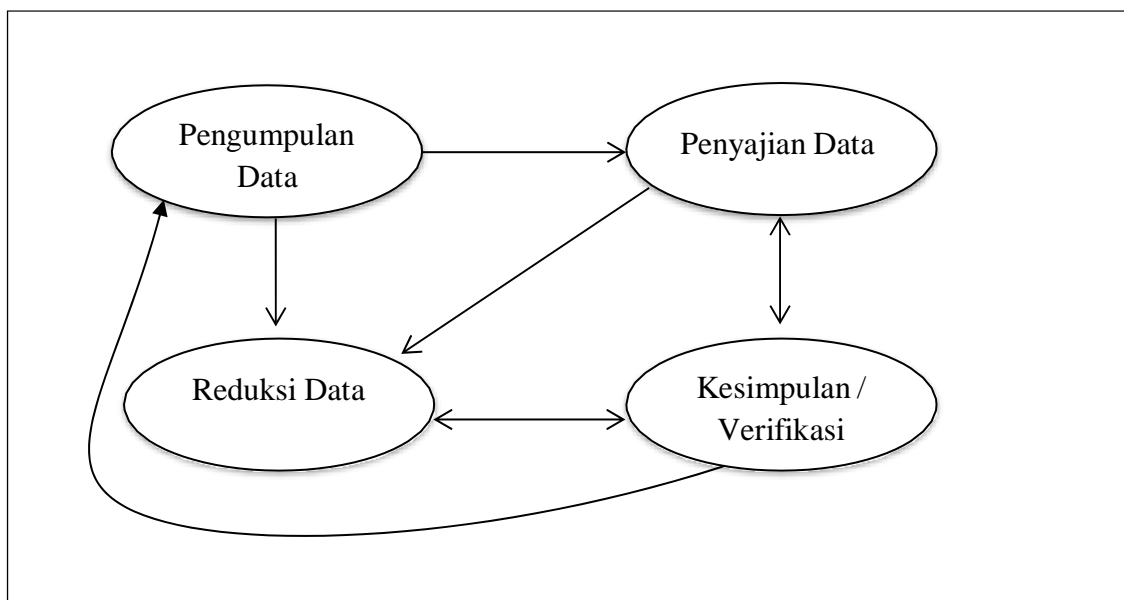 Pengumpulan
Data
Penyajian Data
Reduksi Data
Kesimpulan /
Verifikasi